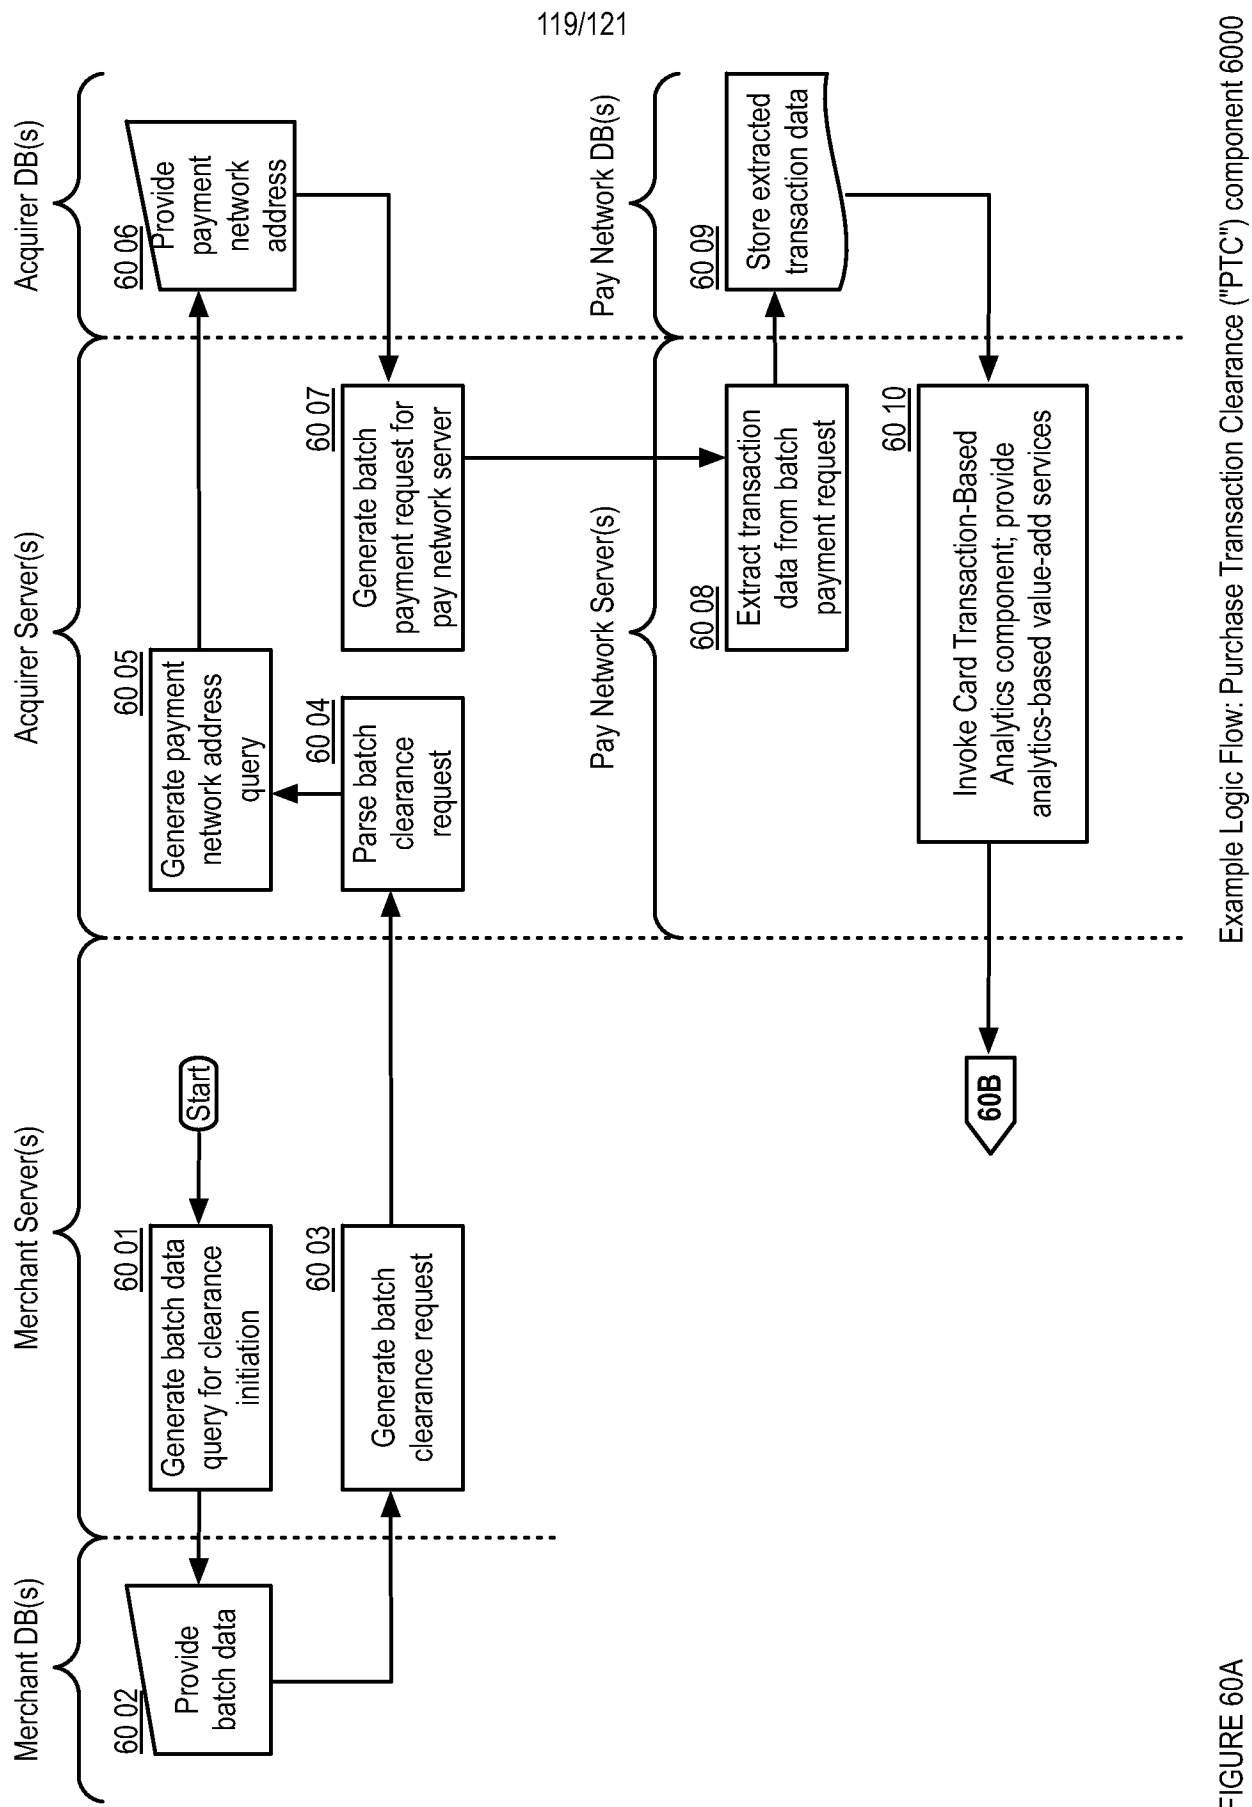 119/121
Merchant DB(s)
Merchant Server(s)
Acquirer Server(s)
Acquirer DB(s)
Start
60 01
Generate batch data
query for clearance
initiation
60 02
Provide
batch data
60 03
Generate batch
clearance request
60 04
Parse batch
clearance
request
60 05
Generate payment
network address
query
60 06
Provide
payment
network
address
60 07
Generate batch
payment request for
pay network server
Pay Network Server(s)
Pay Network DB(s)
60 08
Extract transaction
data from batch
payment request
60 09
Store extracted
transaction data
60 10
Invoke Card Transaction-Based
Analytics component; provide
analytics-based value-add services
60B
FIGURE 60A
Example Logic Flow: Purchase Transaction Clearance ("PTC") component 6000